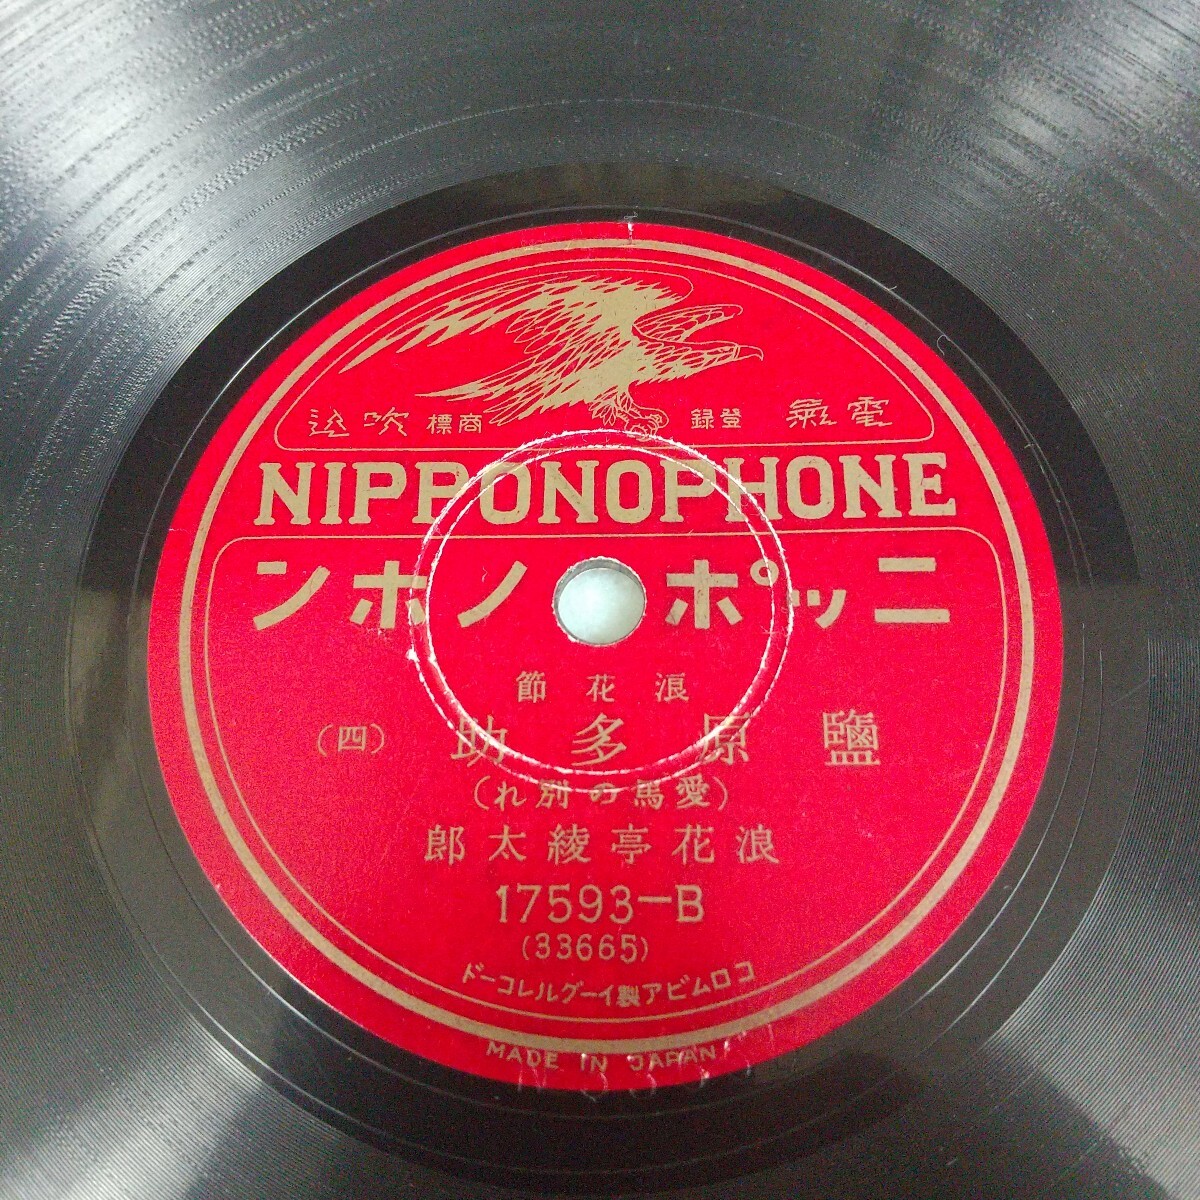 電氣 登録 商標 吹込
NIPPONOPHONE
ニッポノホン
浪花節
鹽原多助 (四)
(愛馬の別れ)
浪花亭綾太郎
17593-B
(33665)
コロムビア製イーグルレコード
MADE IN JAPAN